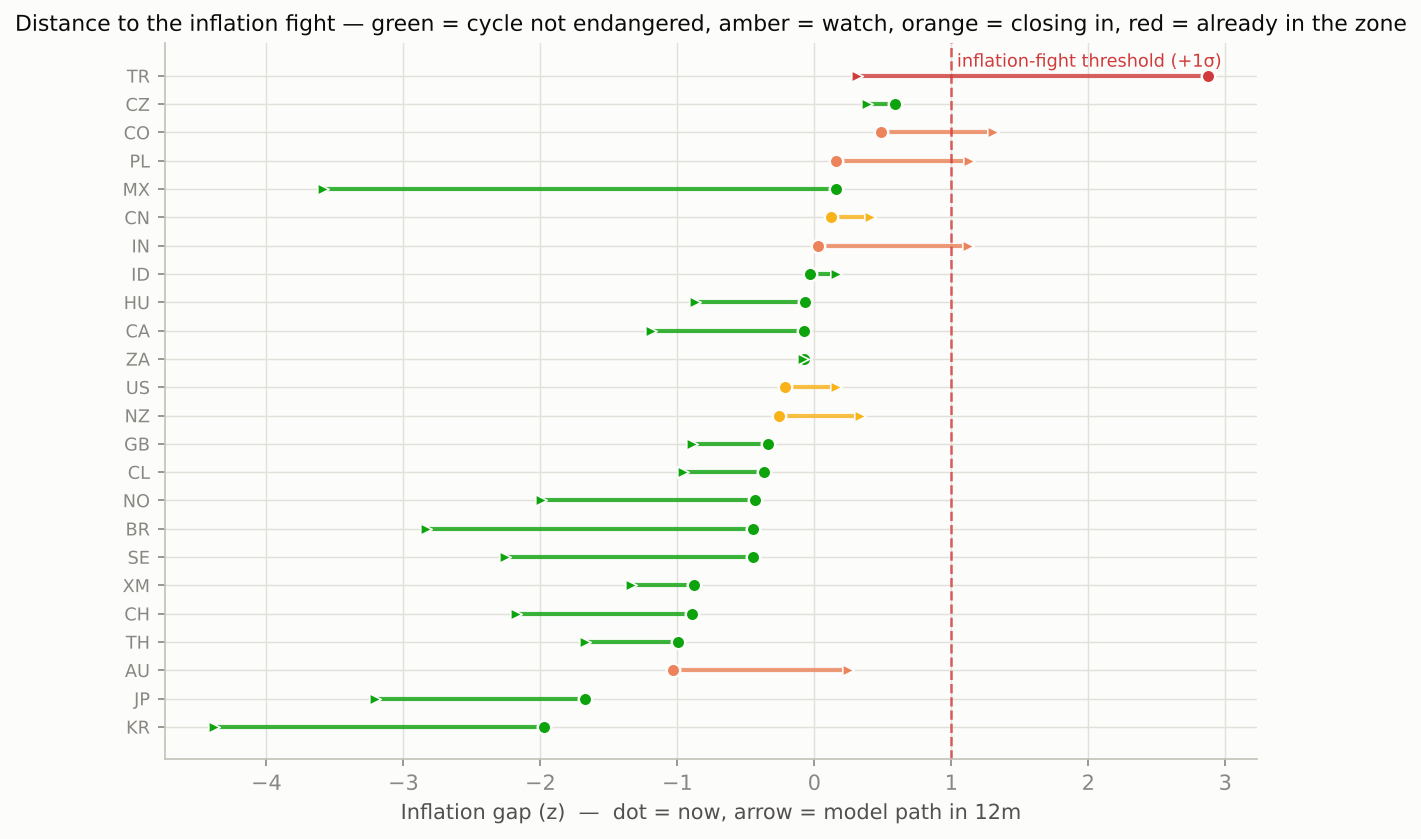 Distance to the inflation fight — green = cycle not endangered, amber = watch, orange = closing in, red = already in the zone
inflation-fight threshold (+1σ)
TR
CZ
CO
PL
MX
CN
IN
ID
HU
CA
ZA
US
NZ
GB
CL
NO
BR
SE
XM
CH
TH
AU
JP
KR
−4 −3 −2 −1 0 1 2 3
Inflation gap (z) — dot = now, arrow = model path in 12m